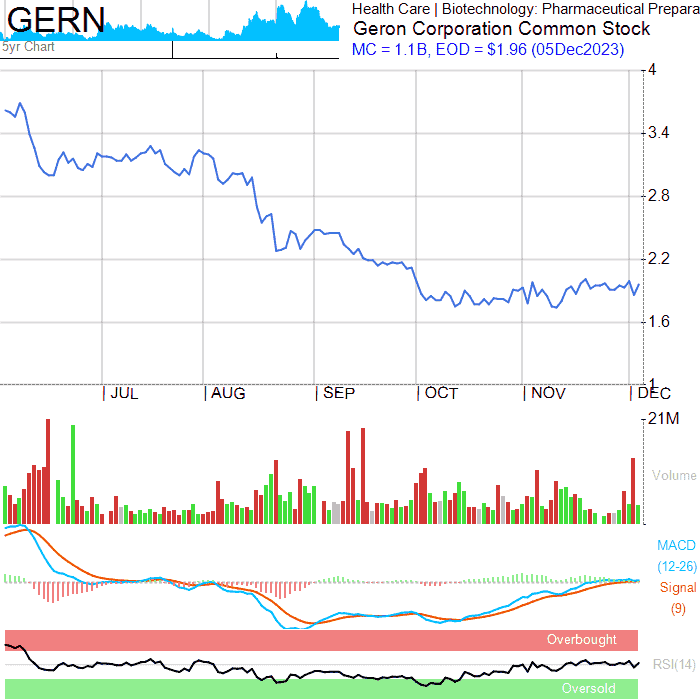 GERN
5yr Chart
Health Care | Biotechnology: Pharmaceutical Prepara
Geron Corporation Common Stock
MC = 1.1B, EOD = $1.96 (05Dec2023)
4
3.4
2.8
2.2
1.6
1
JUL
AUG
SEP
OCT
NOV
DEC
21M
Volume
MACD
(12-26)
Signal
(9)
Overbought
RSI(14)
Oversold